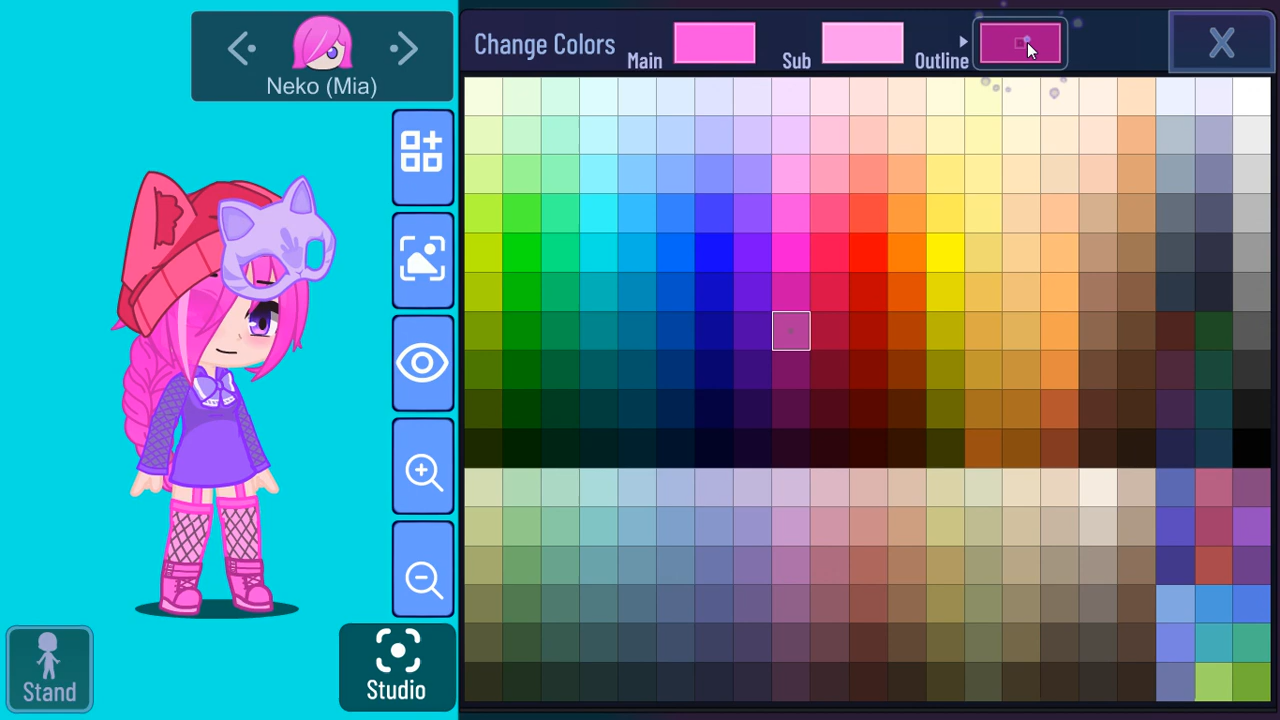 Neko (Mia)
Change Colors
Main
Sub
Outline
X
Stand
Studio